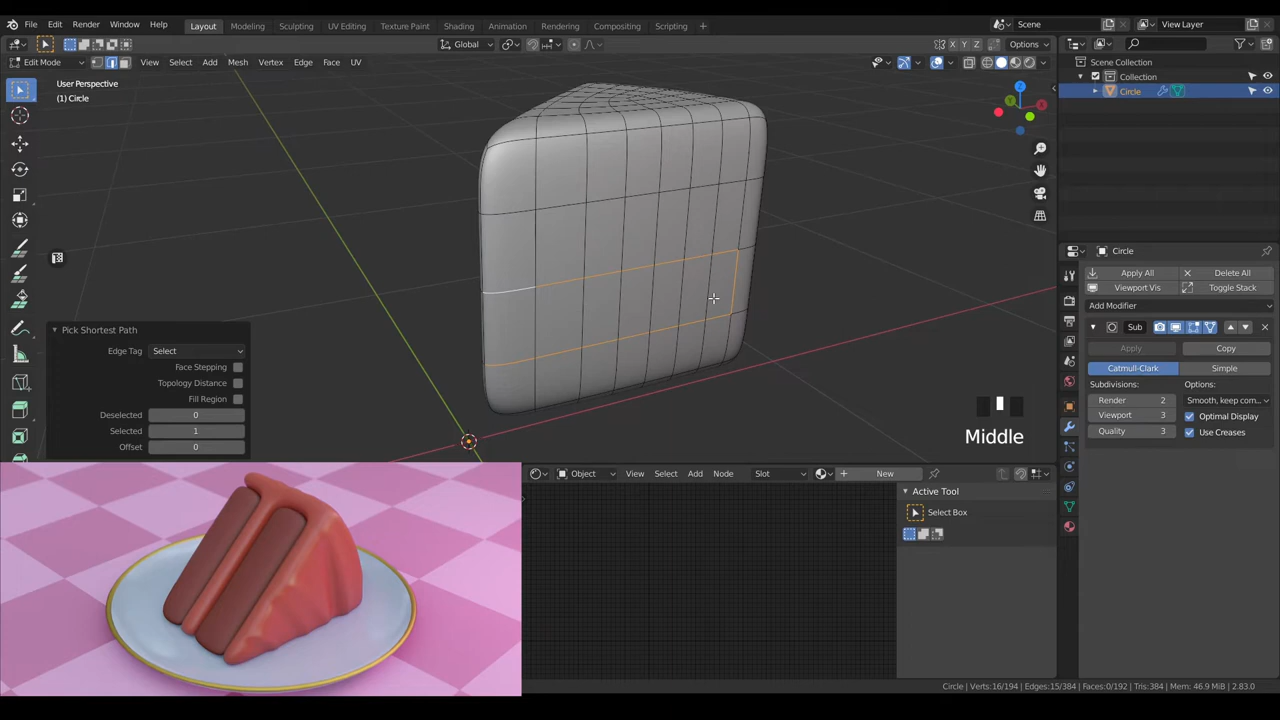 File Edit Render Window Help Layout Modeling Sculpting UV Editing Texture Paint Shading Animation Rendering Compositing Scripting + Scene View Layer
Global X Y Z Options
Edit Mode View Select Add Mesh Vertex Edge Face UV
User Perspective
(1) Circle
Scene Collection
Collection
Circle
Circle
Apply All Delete All
Viewport Vis Toggle Stack
Add Modifier
Sub
Apply Copy
Catmull-Clark Simple
Subdivisions: Options:
Render 2 Smooth, keep com..
Viewport 3 Optimal Display
Quality 3 Use Creases
Pick Shortest Path
Edge Tag Select
Face Stepping
Topology Distance
Fill Region
Deselected 0
Selected 1
Offset 0
Middle
Object View Select Add Node Slot New
Active Tool
Select Box
Circle | Verts:16/194 | Edges:15/384 | Faces:0/192 | Tris:384 | Mem: 46.9 MiB | 2.83.0